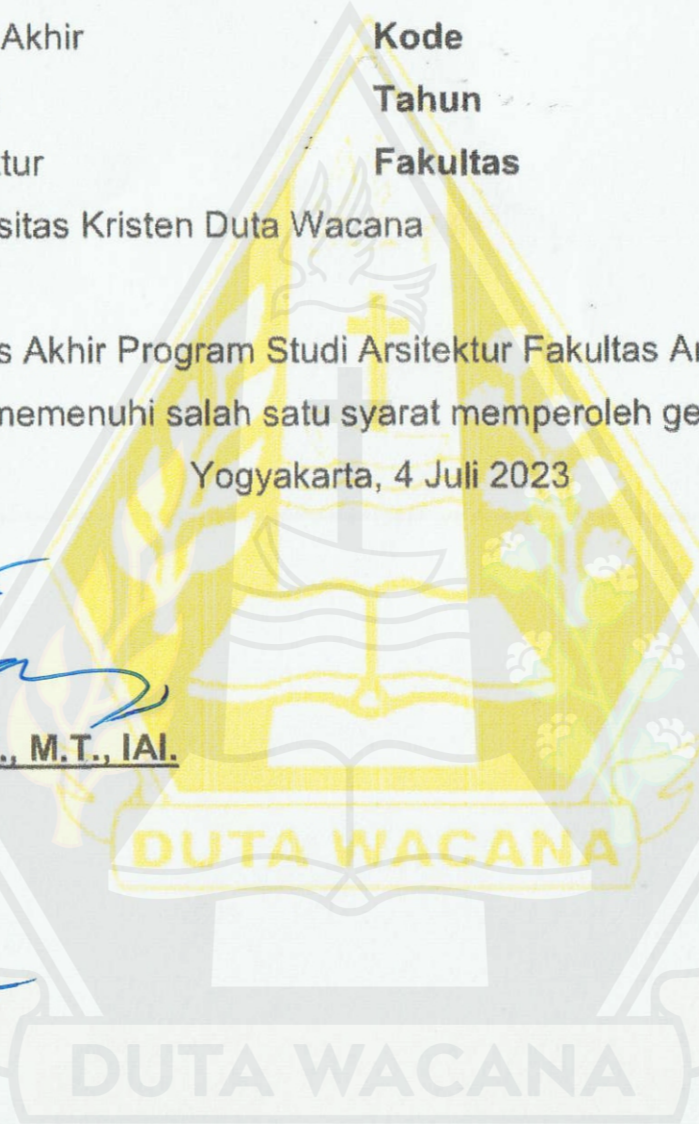 Akhir Kode
Tahun
tur Fakultas
sitas Kristen Duta Wacana
s Akhir Program Studi Arsitektur Fakultas Ar
memenuhi salah satu syarat memperoleh ge
Yogyakarta, 4 Juli 2023
., M.T., IAI.
DUTA WACANA
DUTA WACANA